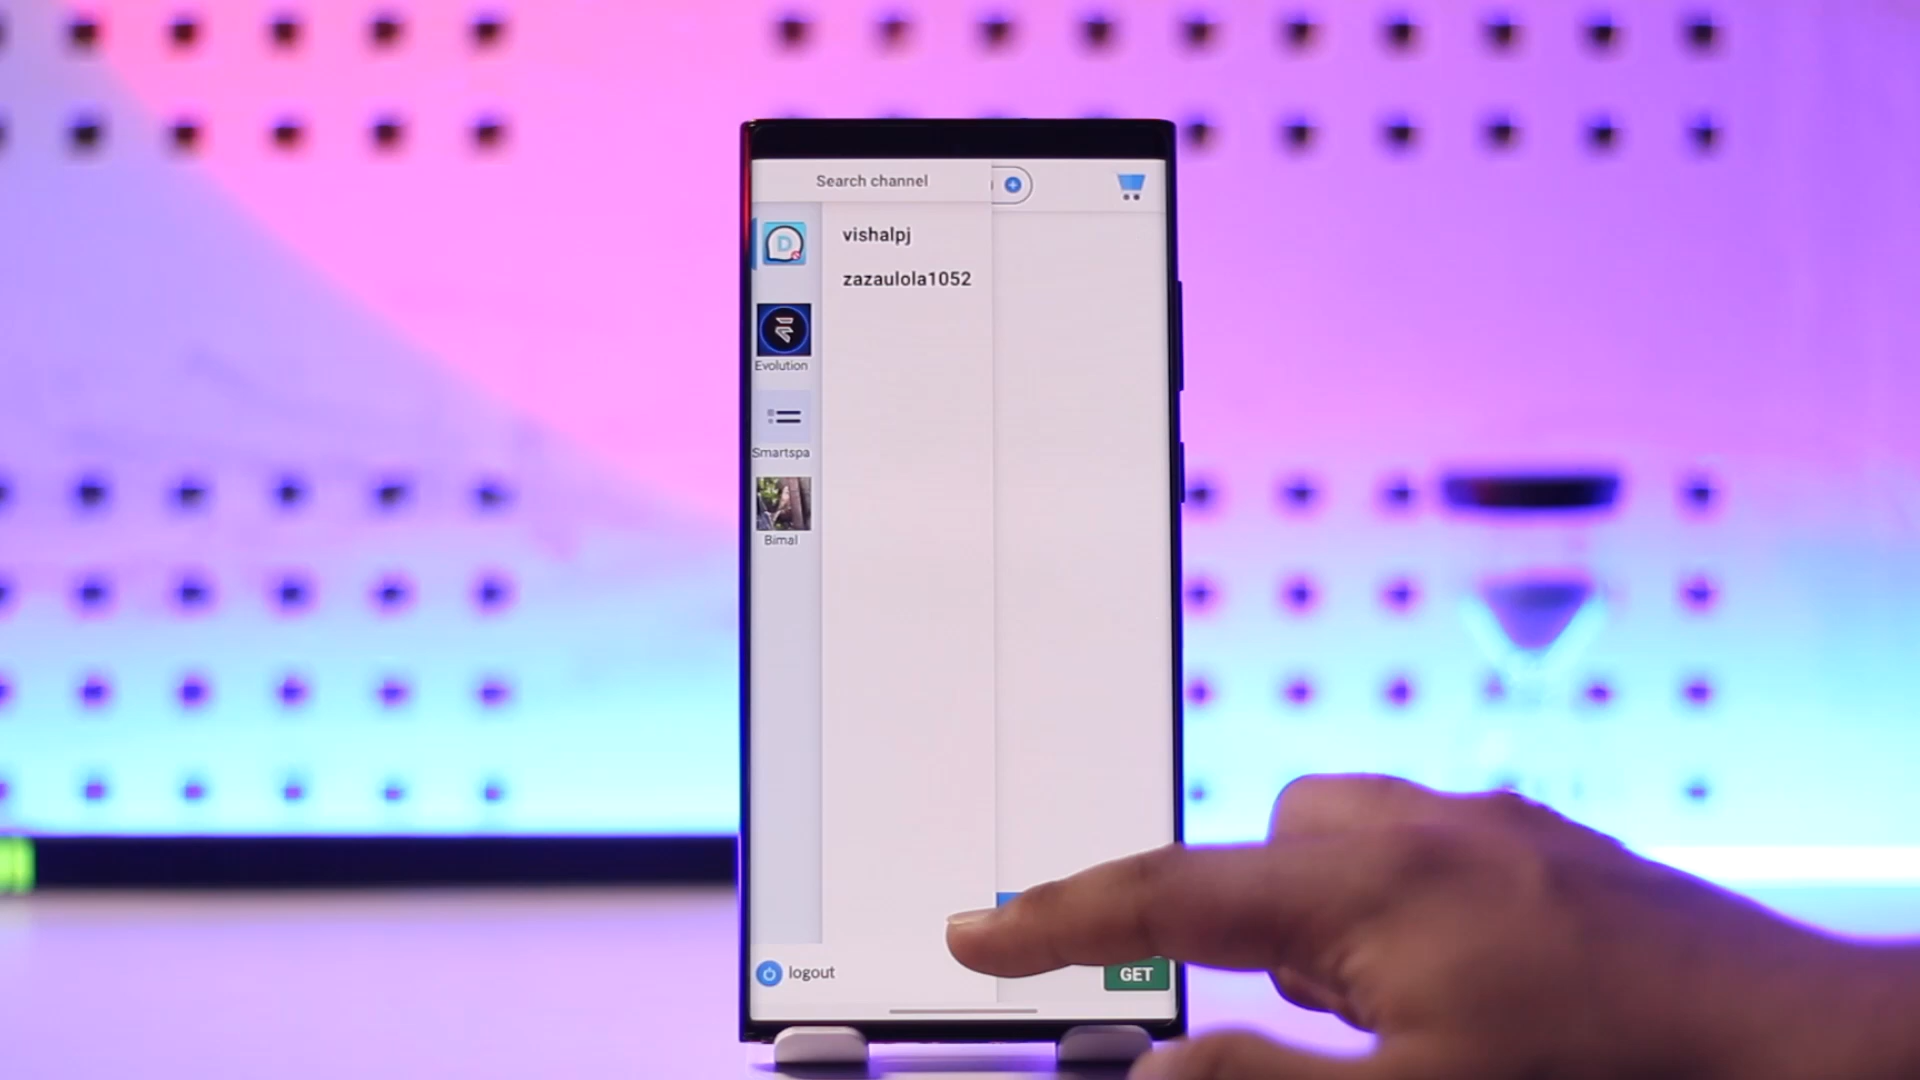 Search channel
D
vishalpj
zazaulola1052
Evolution
Smartspa
Bimal
logout
GET